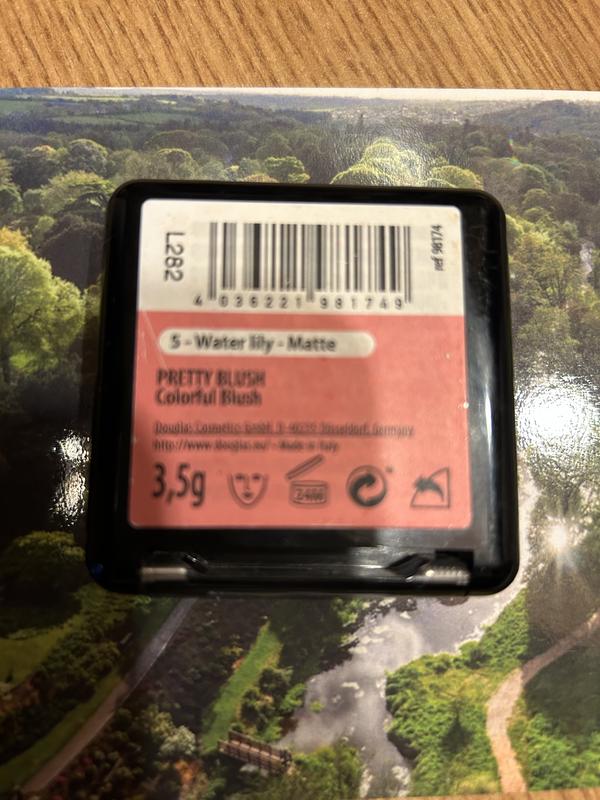 L282
ref 98174
4 036221 981749
5 - Water lily - Matte
PRETTY BLUSH
Colorful Blush
Douglas Cosmetics GmbH, D-40235 Düsseldorf, Germany
http://www.douglas.eu/ - Made in Italy
3,5g
24M